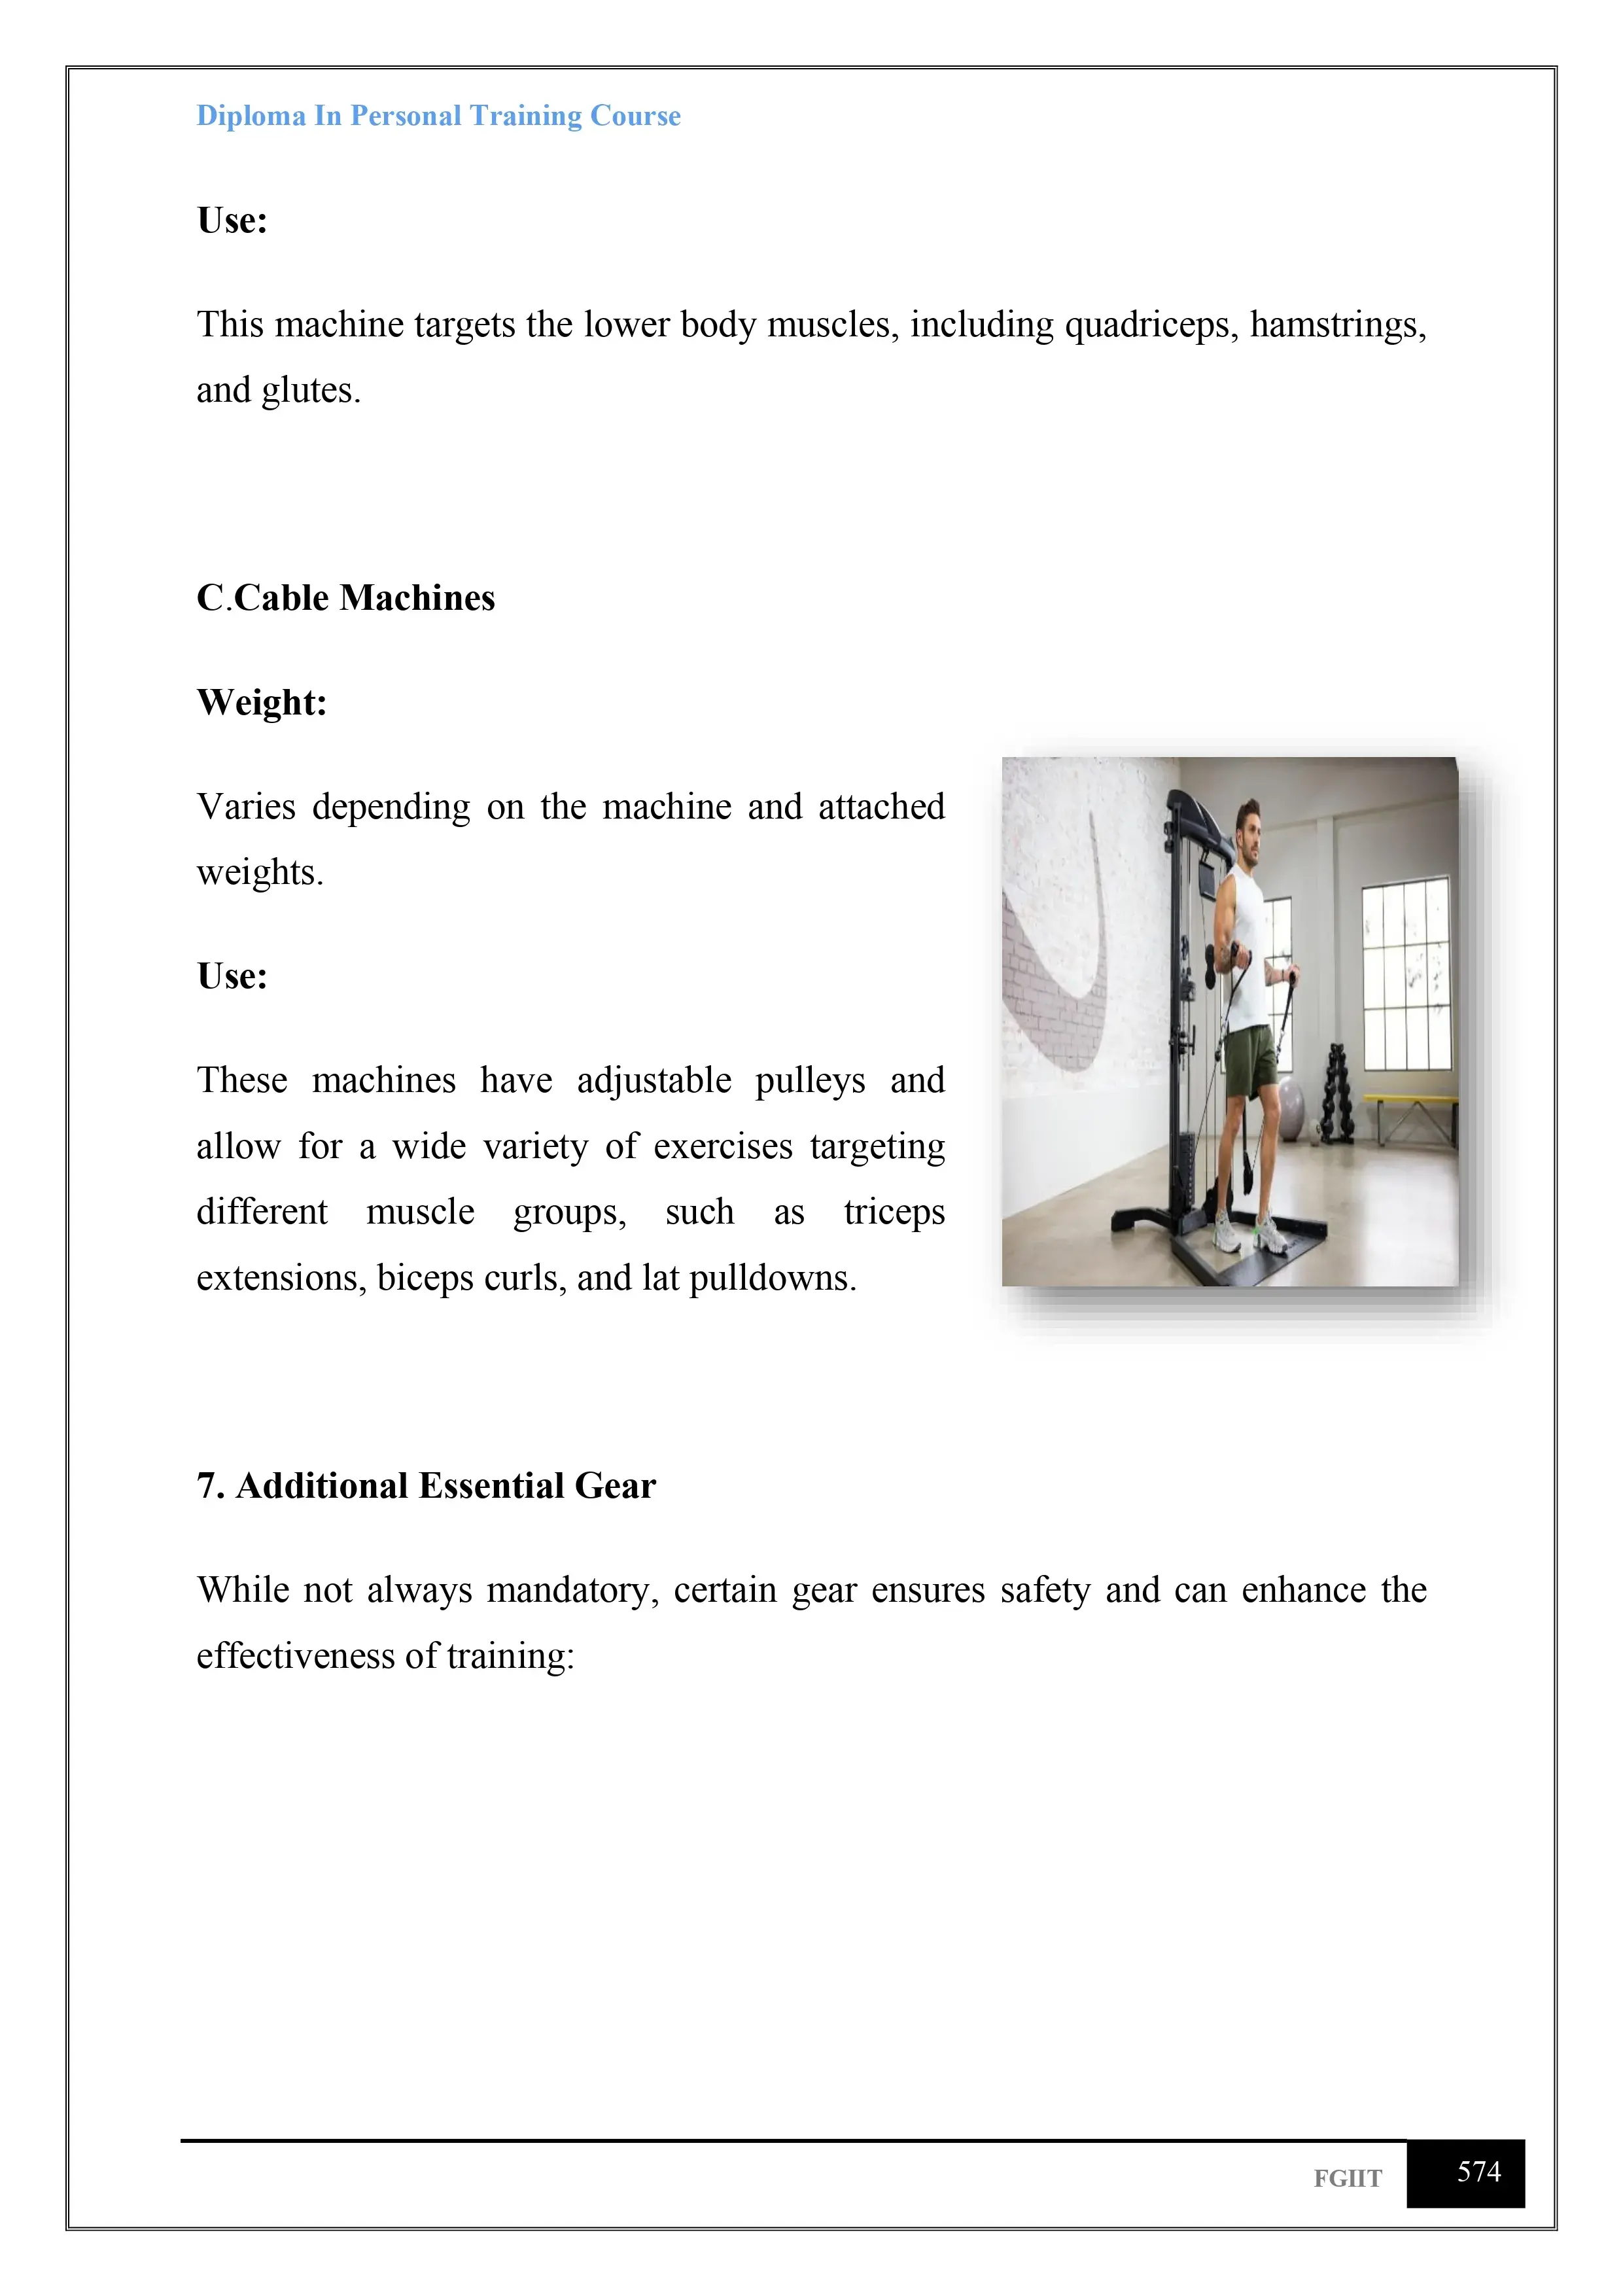 Diploma In Personal Training Course
Use:
This machine targets the lower body muscles, including quadriceps, hamstrings,
and glutes.
C.Cable Machines
Weight:
Varies depending on the machine and attached
weights.
Use:
These machines have adjustable pulleys and
allow for a wide variety of exercises targeting
different muscle groups, such as triceps
extensions, biceps curls, and lat pulldowns.
7. Additional Essential Gear
While not always mandatory, certain gear ensures safety and can enhance the
effectiveness of training:
FGIIT
574